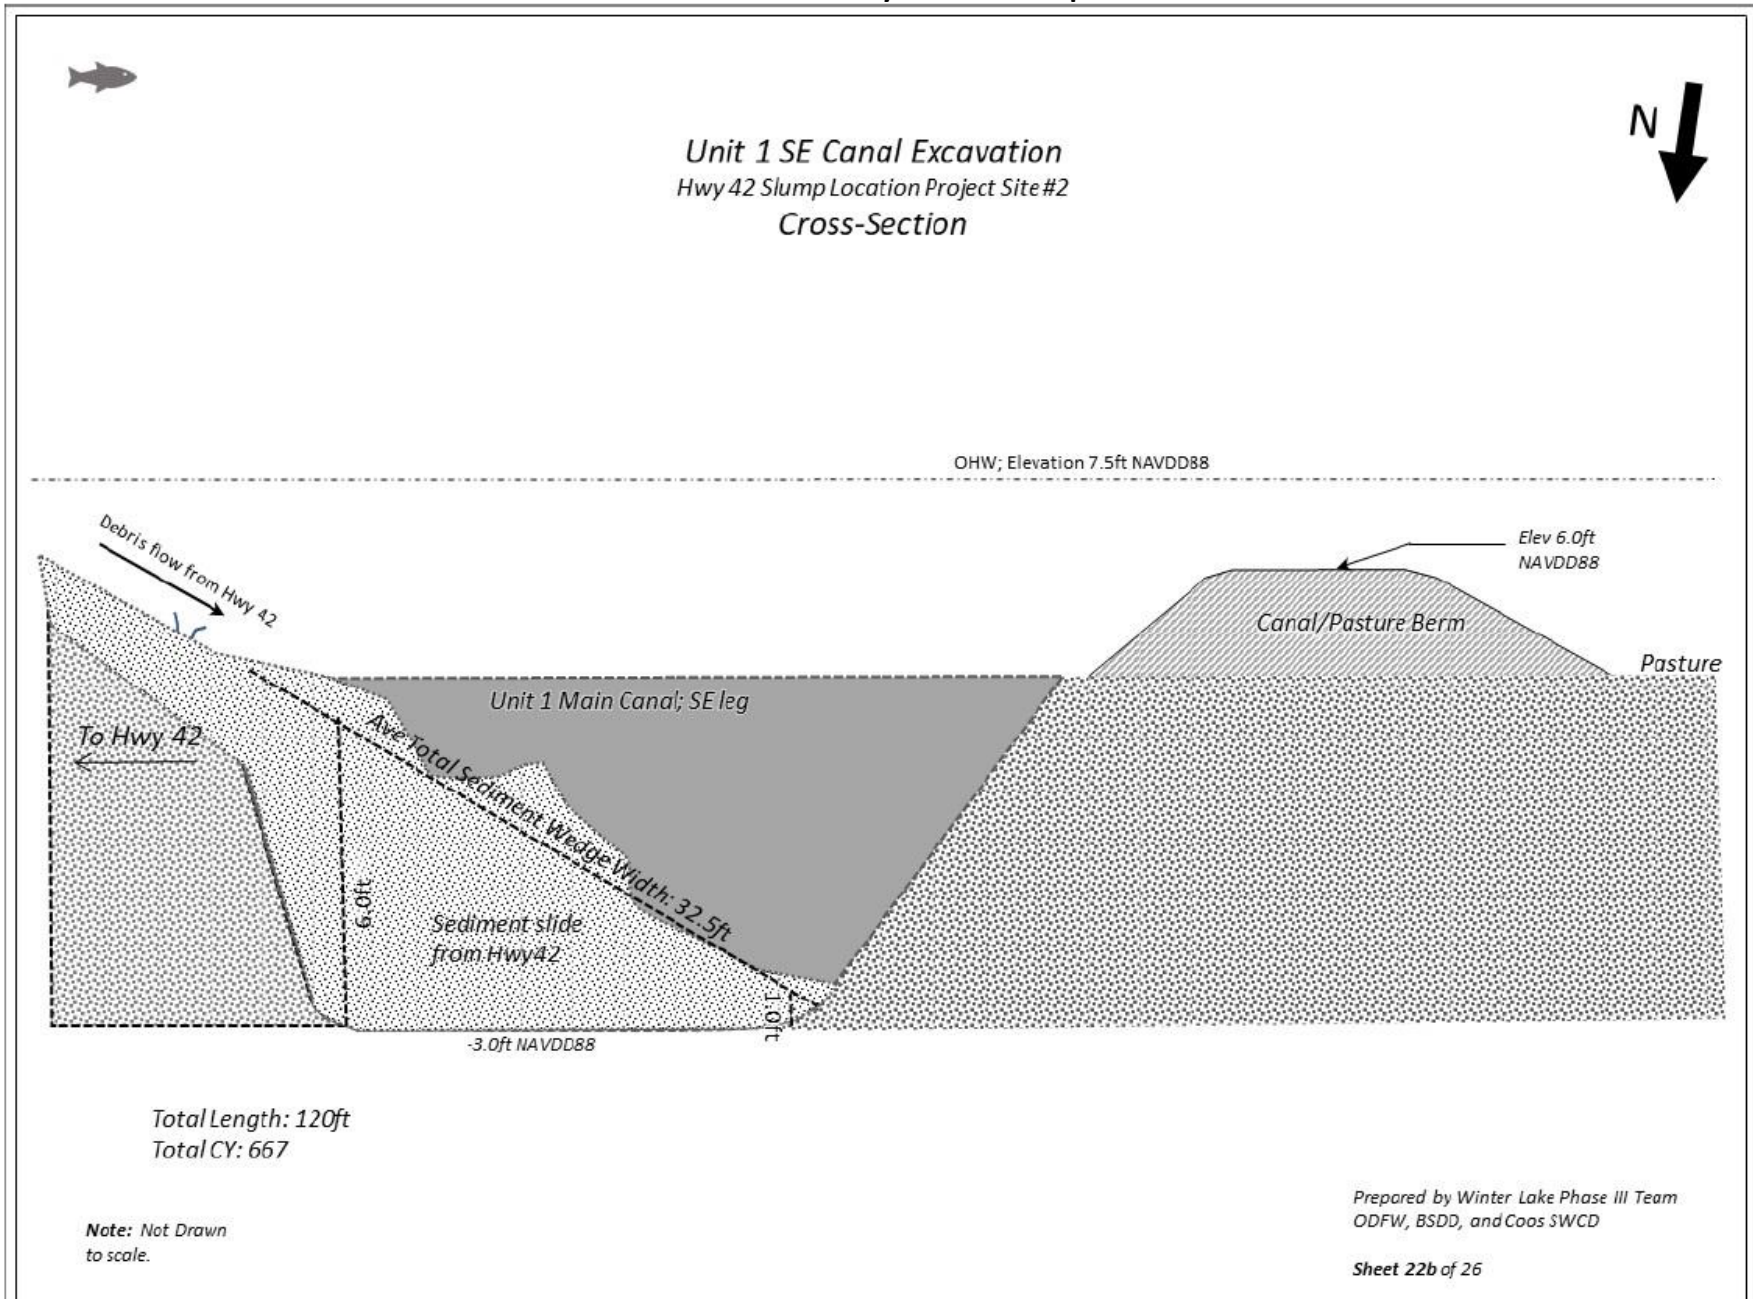 N
Unit 1 SE Canal Excavation
Hwy 42 Slump Location Project Site #2
Cross-Section
OHW; Elevation 7.5ft NAVDD88
Debris flow from Hwy 42
Elev 6.0ft
NAVDD88
Canal/Pasture Berm
Pasture
Unit 1 Main Canal; SE leg
To Hwy 42
Ave Total Sediment Wedge Width: 32.5ft
6.0ft
Sediment slide
from Hwy42
1.0ft
-3.0ft NAVDD88
Total Length: 120ft
Total CY: 667
Note: Not Drawn
to scale.
Prepared by Winter Lake Phase III Team
ODFW, BSDD, and Coos SWCD
Sheet 22b of 26